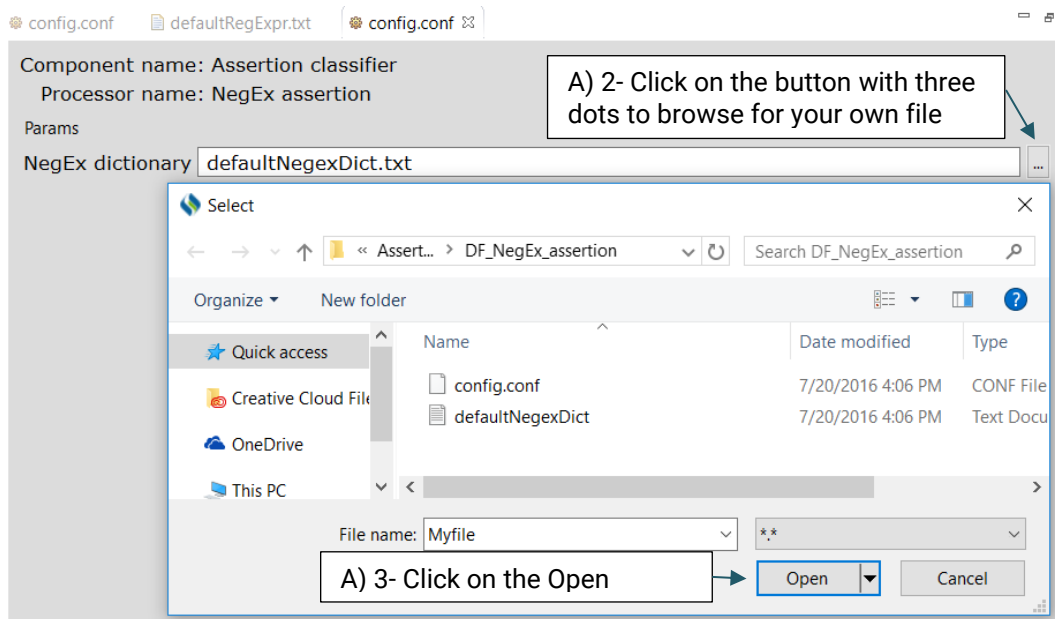 config.conf defaultRegExpr.txt config.conf
Component name: Assertion classifier
Processor name: NegEx assertion
A) 2- Click on the button with three
dots to browse for your own file
Params
NegEx dictionary defaultNegexDict.txt ...
Select
« Assert... > DF_NegEx_assertion Search DF_NegEx_assertion
Organize New folder ?
Name Date modified Type
Quick access
config.conf 7/20/2016 4:06 PM CONF File
Creative Cloud File
defaultNegexDict 7/20/2016 4:06 PM Text Docu
OneDrive
This PC
File name: Myfile *.*
A) 3- Click on the Open
Open Cancel